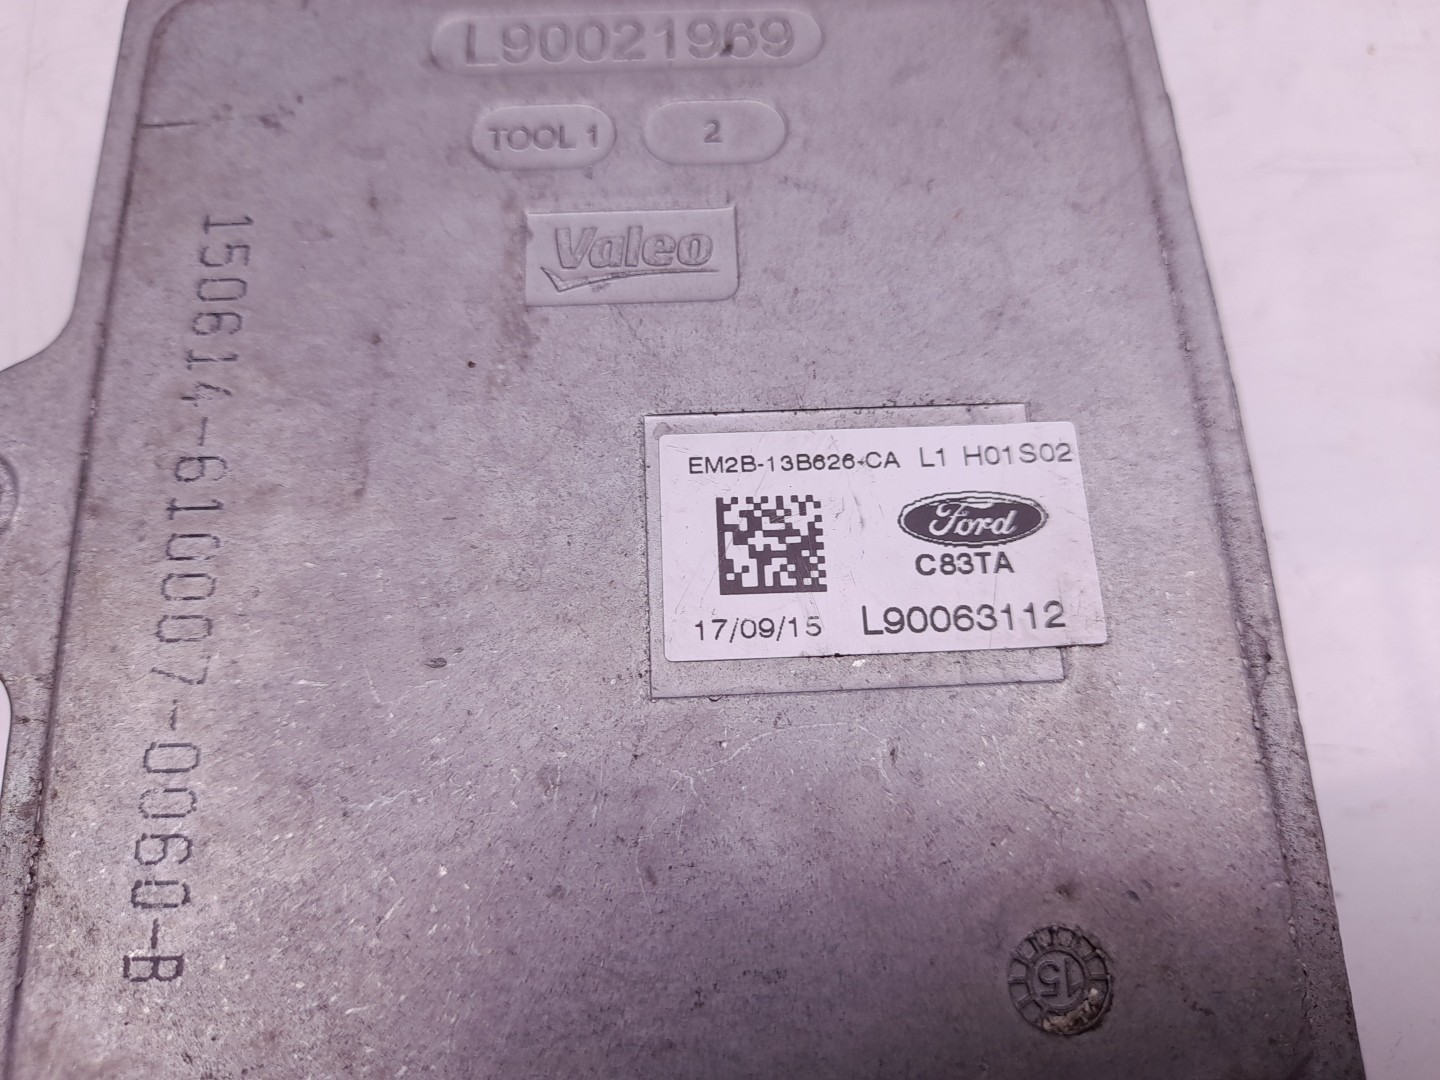 L90021969
TOOL 1
2
Valeo
150614-61G007-0060-B
EM2B-13B626-CA L1 H01S02
Ford
C83TA
17/09/15 L90063112
15